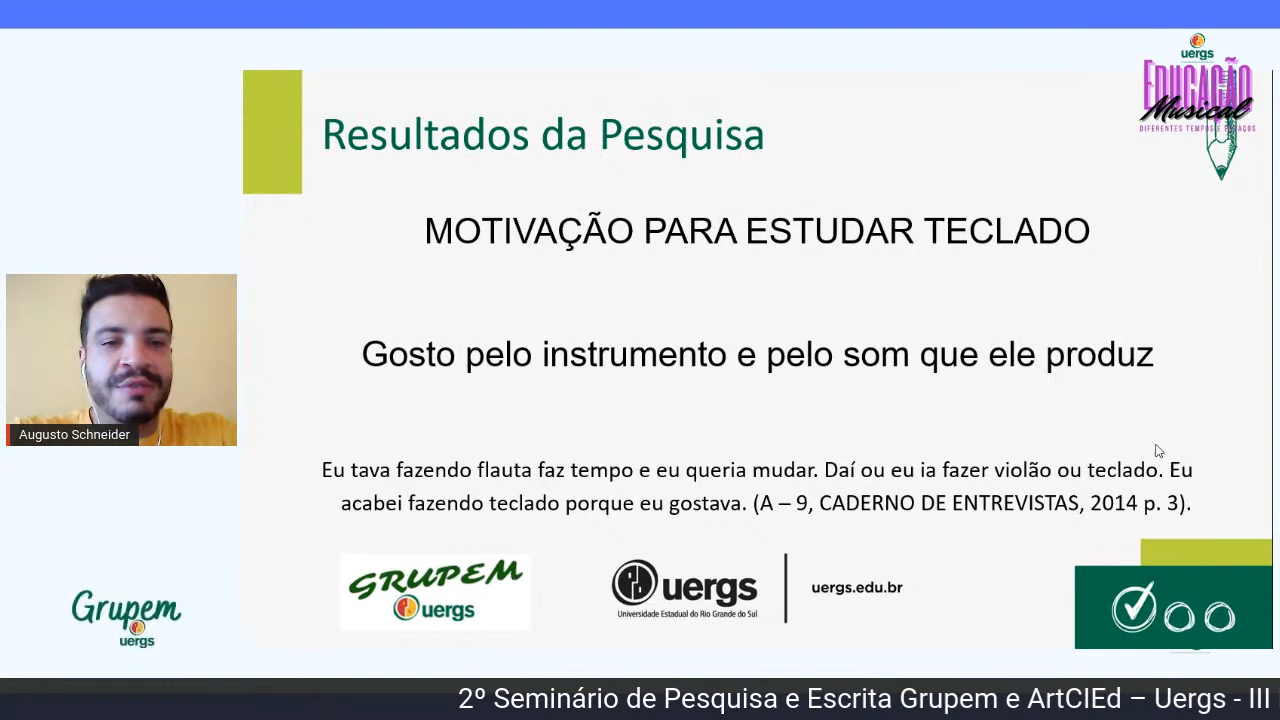 uergs
EDUCAÇÃO
Musical
DIFERENTES TEMPOS E ESPAÇOS
Resultados da Pesquisa
MOTIVAÇÃO PARA ESTUDAR TECLADO
Gosto pelo instrumento e pelo som que ele produz
Augusto Schneider
Eu tava fazendo flauta faz tempo e eu queria mudar. Daí ou eu ia fazer violão ou teclado. Eu
acabei fazendo teclado porque eu gostava. (A – 9, CADERNO DE ENTREVISTAS, 2014 p. 3).
GRUPEM
uergs
uergs
Universidade Estadual do Rio Grande do Sul
uergs.edu.br
Grupem
uergs
2º Seminário de Pesquisa e Escrita Grupem e ArtCIEd – Uergs - III